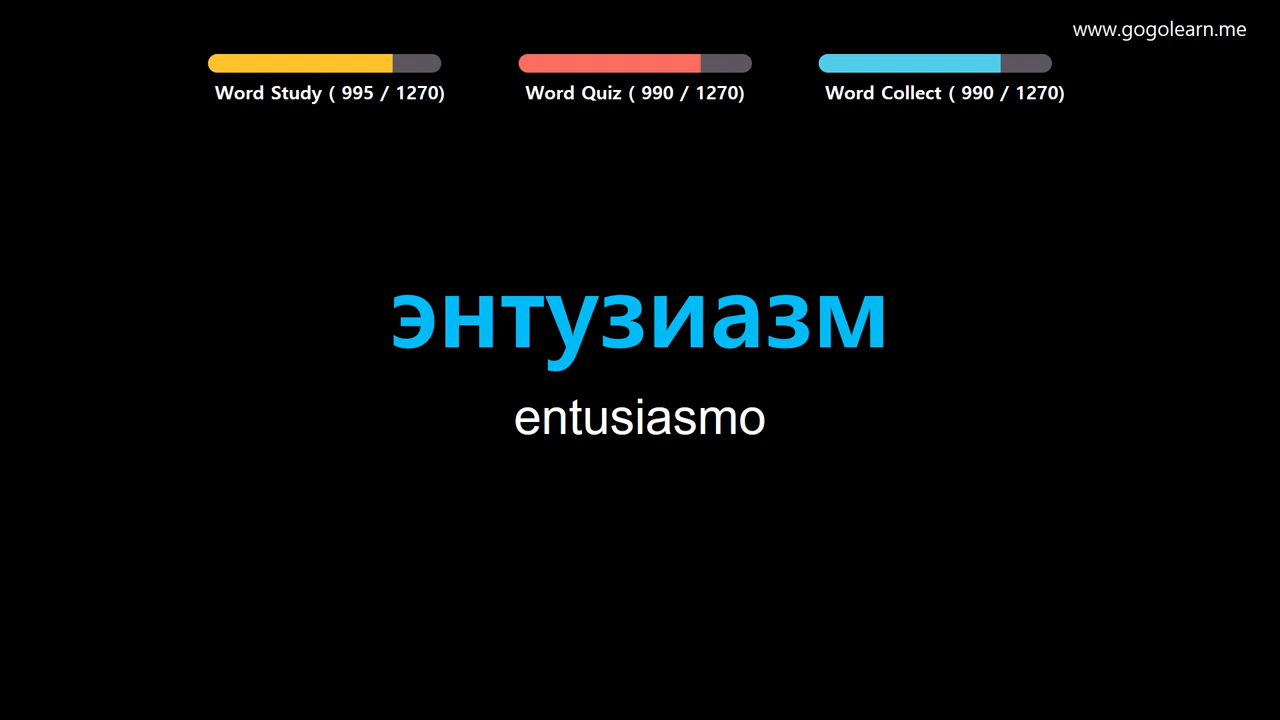 www.gogolearn.me
Word Study ( 995 / 1270)
Word Quiz ( 990 / 1270)
Word Collect ( 990 / 1270)
энтузиазм
entusiasmo